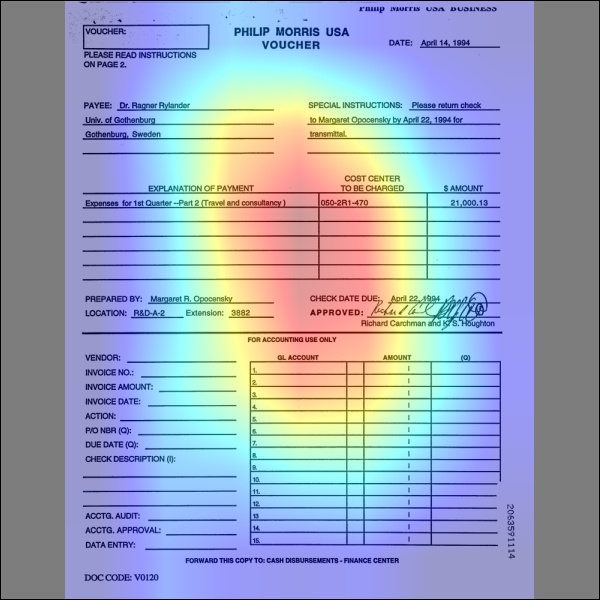 Philip Morris USA BUSINESS
VOUCHER:
PHILIP MORRIS USA
VOUCHER
DATE: April 14, 1994
PLEASE READ INSTRUCTIONS
ON PAGE 2.
PAYEE: Dr. Ragner Rylander
Univ. of Gothenburg
Gothenburg, Sweden
SPECIAL INSTRUCTIONS: Please return check
to Margaret Opocensky by April 22, 1994 for
transmittal.
EXPLANATION OF PAYMENT
COST CENTER
TO BE CHARGED
$ AMOUNT
Expenses for 1st Quarter --Part 2 (Travel and consultancy )
050-2R1-470
21,000.13
PREPARED BY: Margaret R. Opocensky
CHECK DATE DUE: April 22, 1994
LOCATION: R&D-A-2 Extension: 3882
APPROVED:
Richard Carchman and K. S. Houghton
FOR ACCOUNTING USE ONLY
VENDOR:
INVOICE NO.:
INVOICE AMOUNT:
INVOICE DATE:
ACTION:
P/O NBR (Q):
DUE DATE (Q):
CHECK DESCRIPTION (I):
ACCTG. AUDIT:
ACCTG. APPROVAL:
DATA ENTRY:
GL ACCOUNT
AMOUNT
(Q)
1.
2.
3.
4.
5.
6.
7.
8.
9.
10.
11.
12.
13
14.
15.
2063591114
FORWARD THIS COPY TO: CASH DISBURSEMENTS - FINANCE CENTER
DOC CODE: V0120